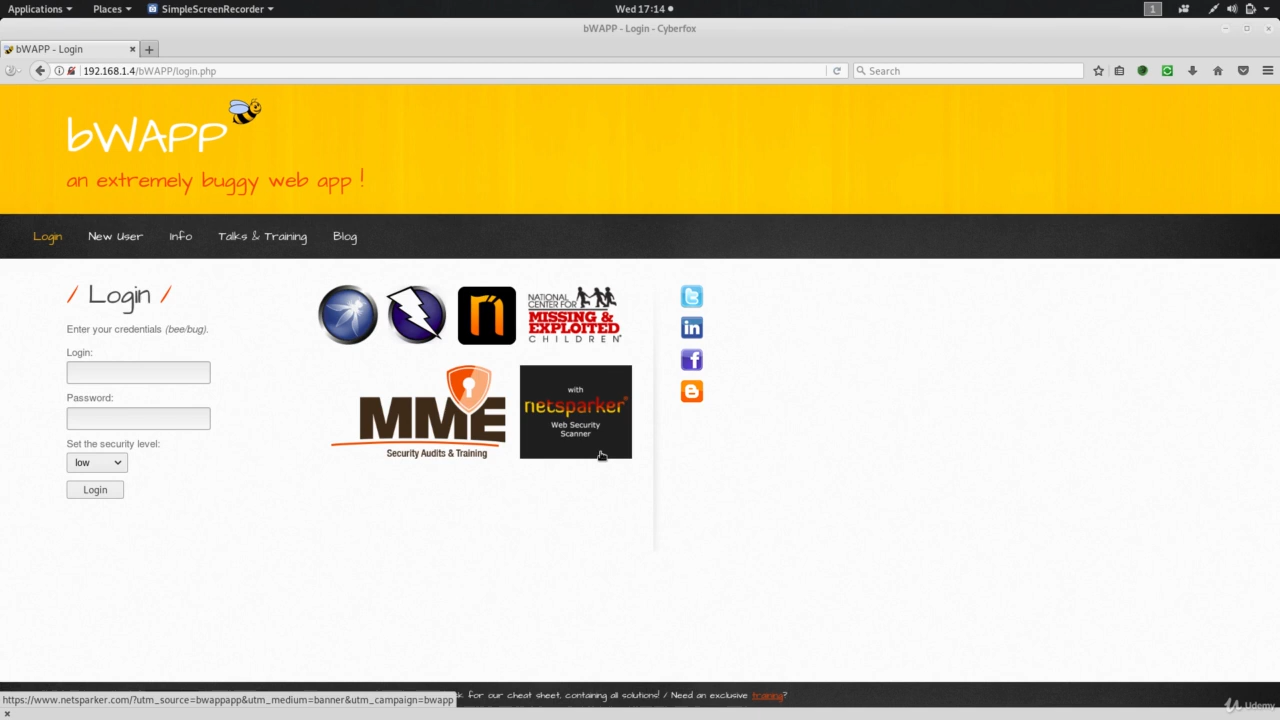 Applications Places SimpleScreenRecorder Wed 17:14 1
bWAPP - Login - Cyberfox
bWAPP - Login
192.168.1.4/bWAPP/login.php Search
bWAPP
an extremely buggy web app !
Login New User Info Talks & Training Blog
/ Login /
Enter your credentials (bee/bug).
Login:
Password:
Set the security level:
low
Login
NATIONAL
CENTER FOR
MISSING &
EXPLOITED
CHILDREN®
MME
Security Audits & Training
with
netsparker®
Web Security
Scanner
https://www.netsparker.com/?utm_source=bwappapp&utm_medium=banner&utm_campaign=bwapp
for our cheat sheet, containing all solutions! / Need an exclusive training?
Udemy